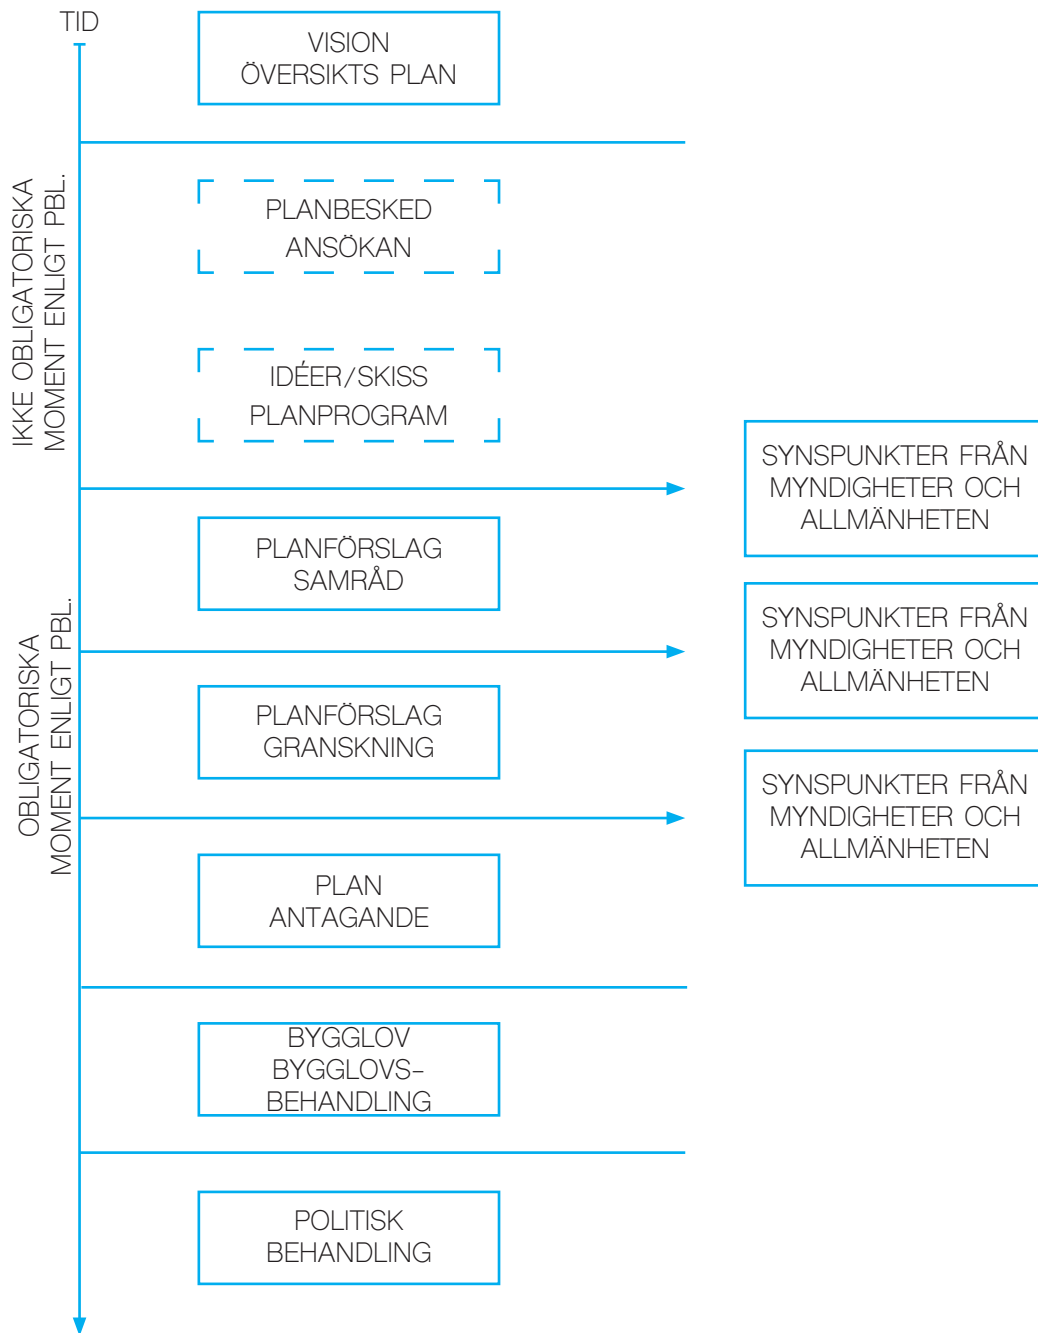 TID
VISION
ÖVERSIKTS PLAN
IKKE OBLIGATORISKA
MOMENT ENLIGT PBL.
PLANBESKED
ANSÖKAN
IDÉER/SKISS
PLANPROGRAM
SYNSPUNKTER FRÅN
MYNDIGHETER OCH
ALLMÄNHETEN
OBLIGATORISKA
MOMENT ENLIGT PBL.
PLANFÖRSLAG
SAMRÅD
SYNSPUNKTER FRÅN
MYNDIGHETER OCH
ALLMÄNHETEN
PLANFÖRSLAG
GRANSKNING
SYNSPUNKTER FRÅN
MYNDIGHETER OCH
ALLMÄNHETEN
PLAN
ANTAGANDE
BYGGLOV
BYGGLOVS-
BEHANDLING
POLITISK
BEHANDLING